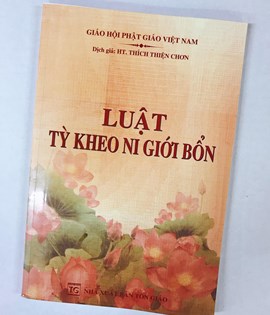 GIÁO HỘI PHẬT GIÁO VIỆT NAM
Dịch giả: HT. THÍCH THIỆN CHƠN
LUẬT
TỲ KHEO NI GIỚI BỔN
TG
NHÀ XUẤT BẢN TÔN GIÁO